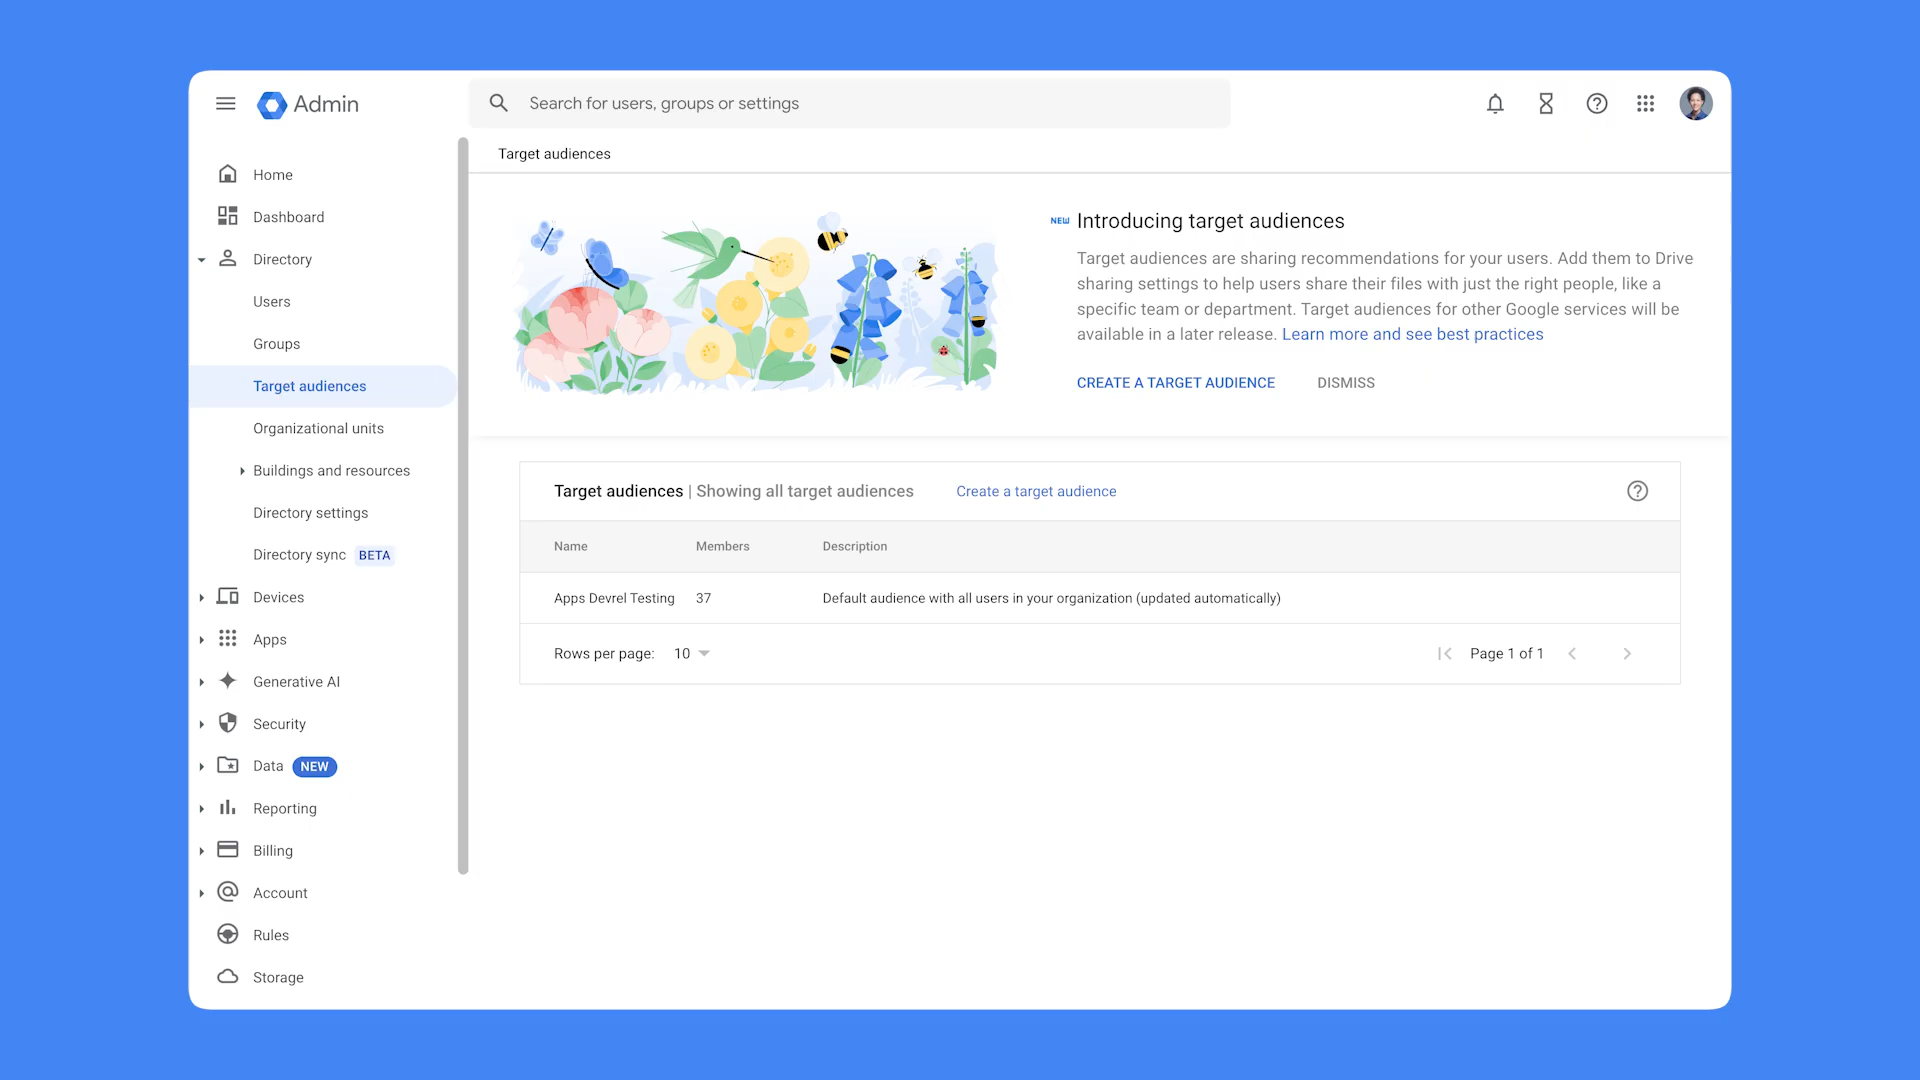 Admin
Search for users, groups or settings
Home
Dashboard
Directory
Users
Groups
Target audiences
Organizational units
Buildings and resources
Directory settings
Directory sync BETA
Devices
Apps
Generative AI
Security
Data NEW
Reporting
Billing
Account
Rules
Storage
Target audiences
NEW Introducing target audiences
Target audiences are sharing recommendations for your users. Add them to Drive
sharing settings to help users share their files with just the right people, like a
specific team or department. Target audiences for other Google services will be
available in a later release. Learn more and see best practices
CREATE A TARGET AUDIENCE DISMISS
Target audiences | Showing all target audiences Create a target audience
Name Members Description
Apps Devrel Testing 37 Default audience with all users in your organization (updated automatically)
Rows per page: 10 Page 1 of 1